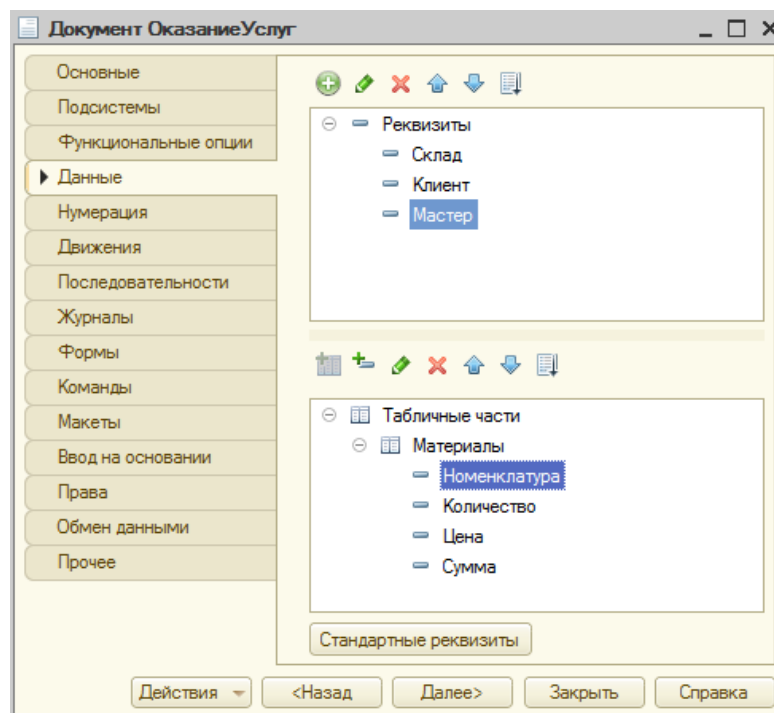 Документ ОказаниеУслуг
Основные
Подсистемы
Функциональные опции
Данные
Нумерация
Движения
Последовательности
Журналы
Формы
Команды
Макеты
Ввод на основании
Права
Обмен данными
Прочее
Реквизиты
Склад
Клиент
Мастер
Табличные части
Материалы
Номенклатура
Количество
Цена
Сумма
Стандартные реквизиты
Действия <Назад Далее> Закрыть Справка